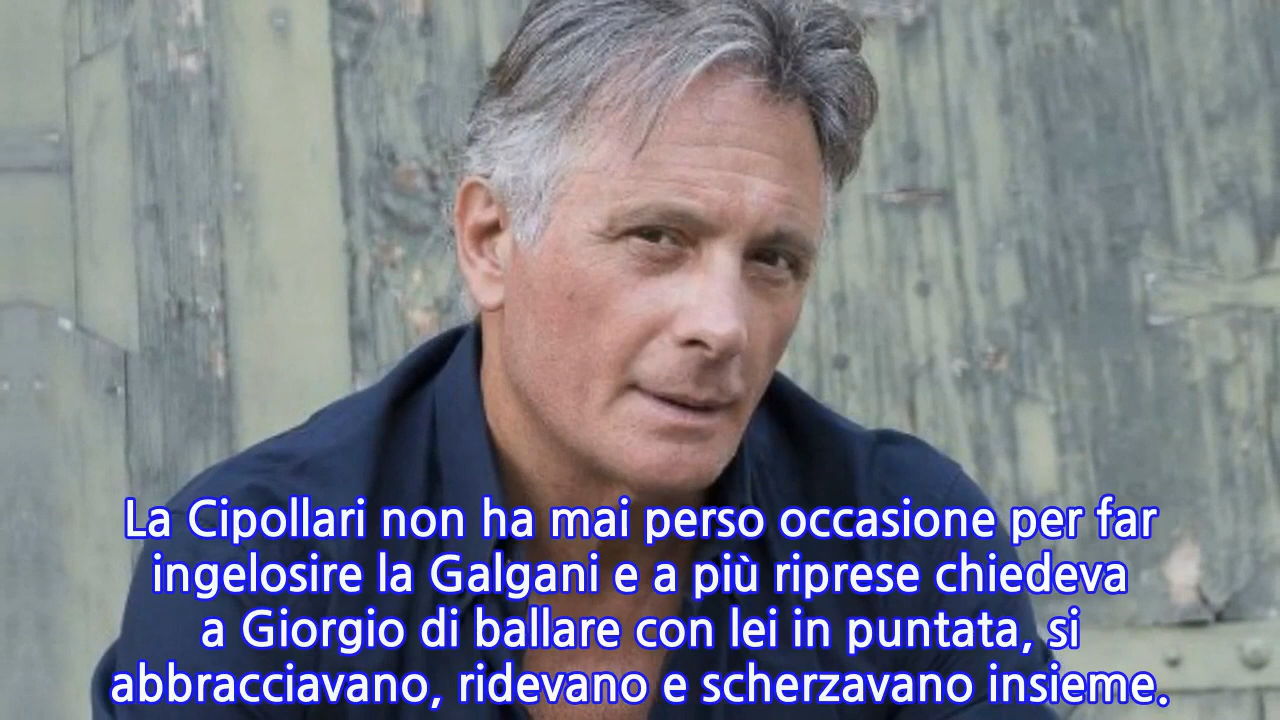 La Cipollari non ha mai perso occasione per far
ingelosire la Galgani e a più riprese chiedeva
a Giorgio di ballare con lei in puntata, si
abbracciavano, ridevano e scherzavano insieme.